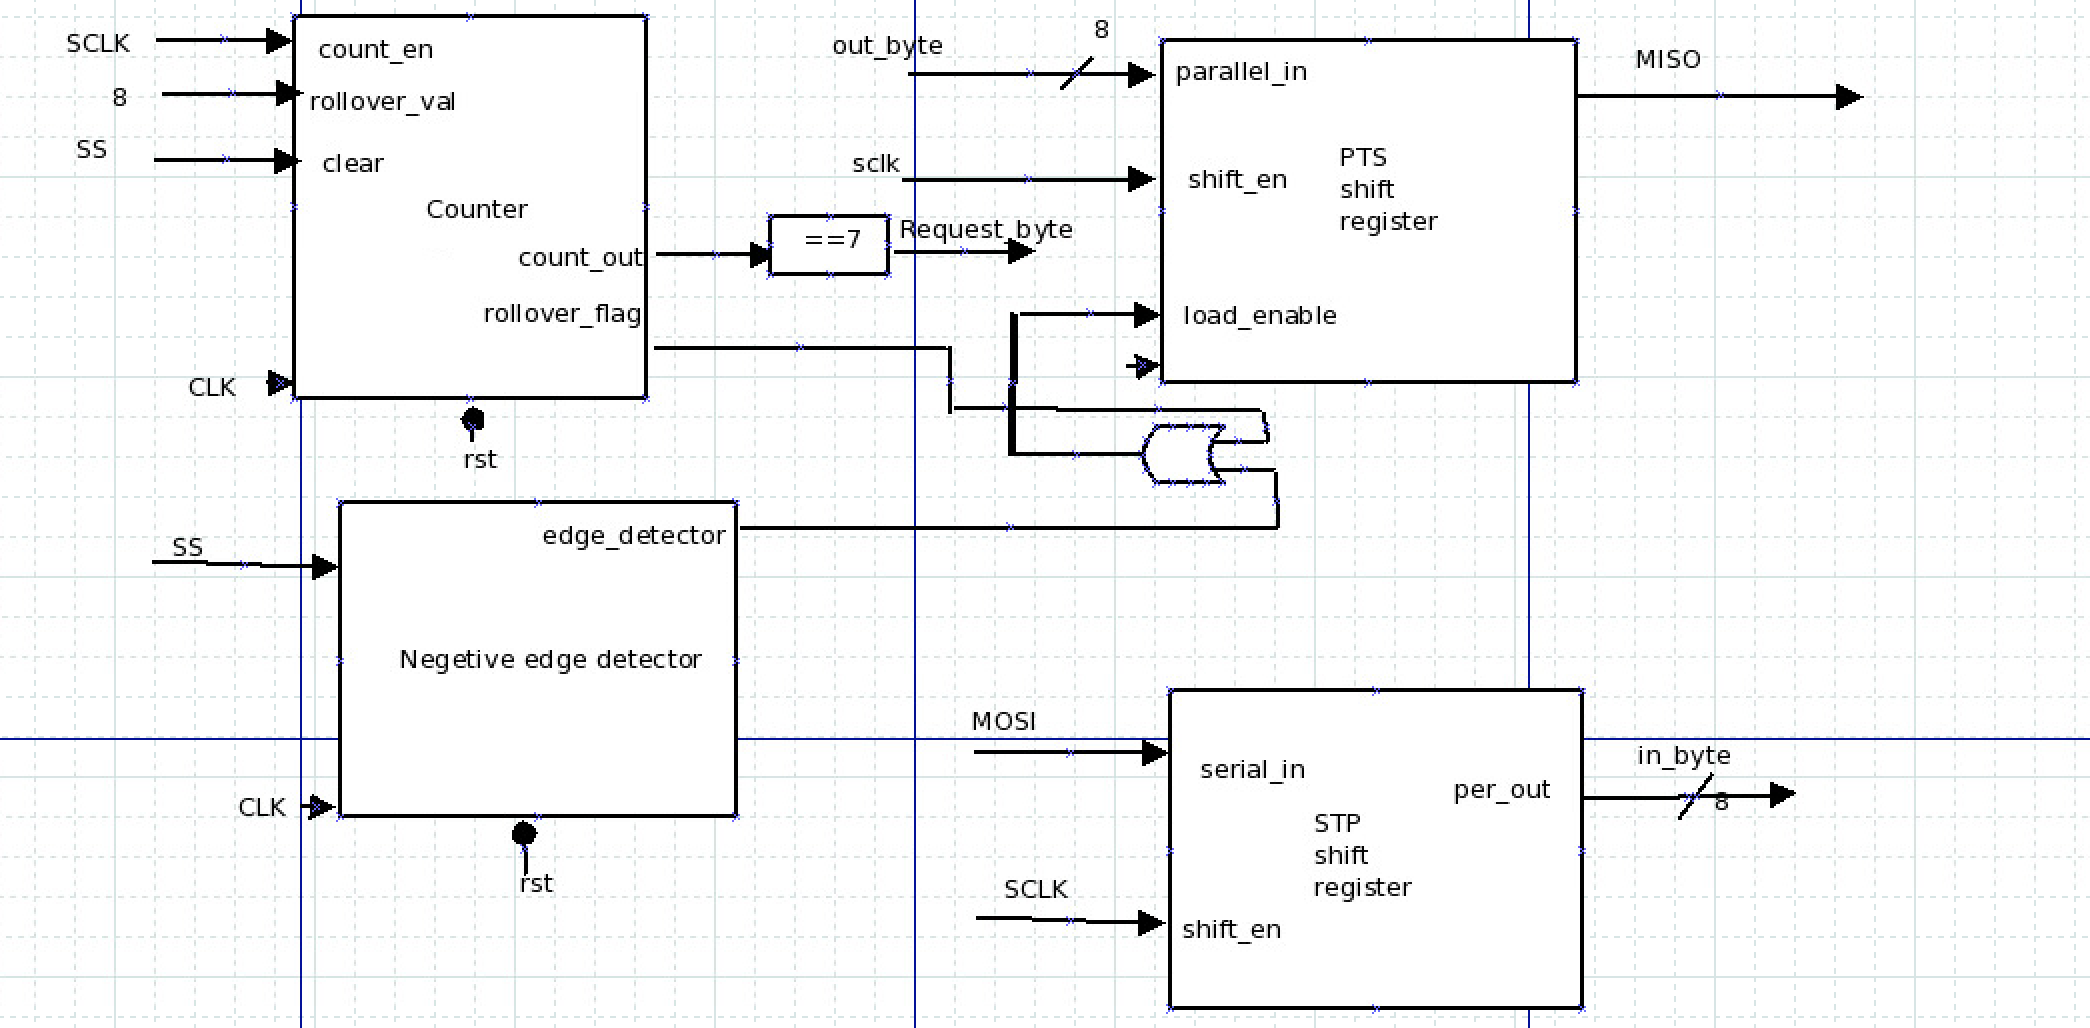 SCLK
count_en
8
rollover_val
SS
clear
Counter
count_out
rollover_flag
CLK
rst
==7
Request_byte
out_byte
8
parallel_in
sclk
shift_en
PTS
shift
register
load_enable
MISO
SS
edge_detector
Negetive edge detector
CLK
rst
MOSI
serial_in
per_out
STP
shift
register
SCLK
shift_en
in_byte
8